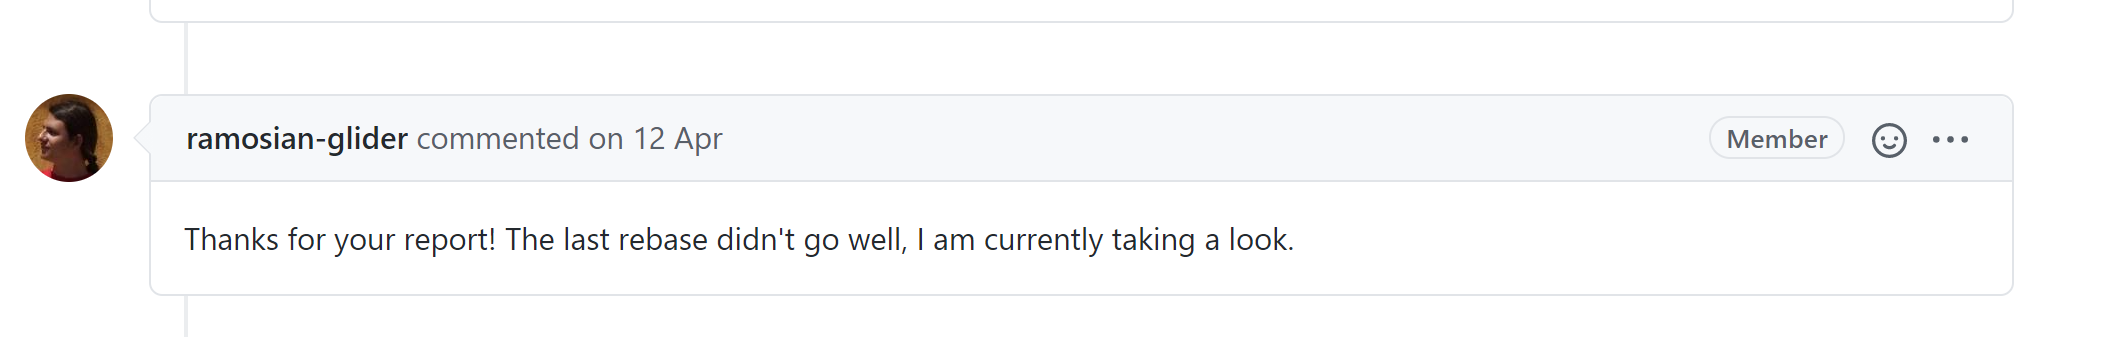 ramosian-glider commented on 12 Apr Member
Thanks for your report! The last rebase didn't go well, I am currently taking a look.